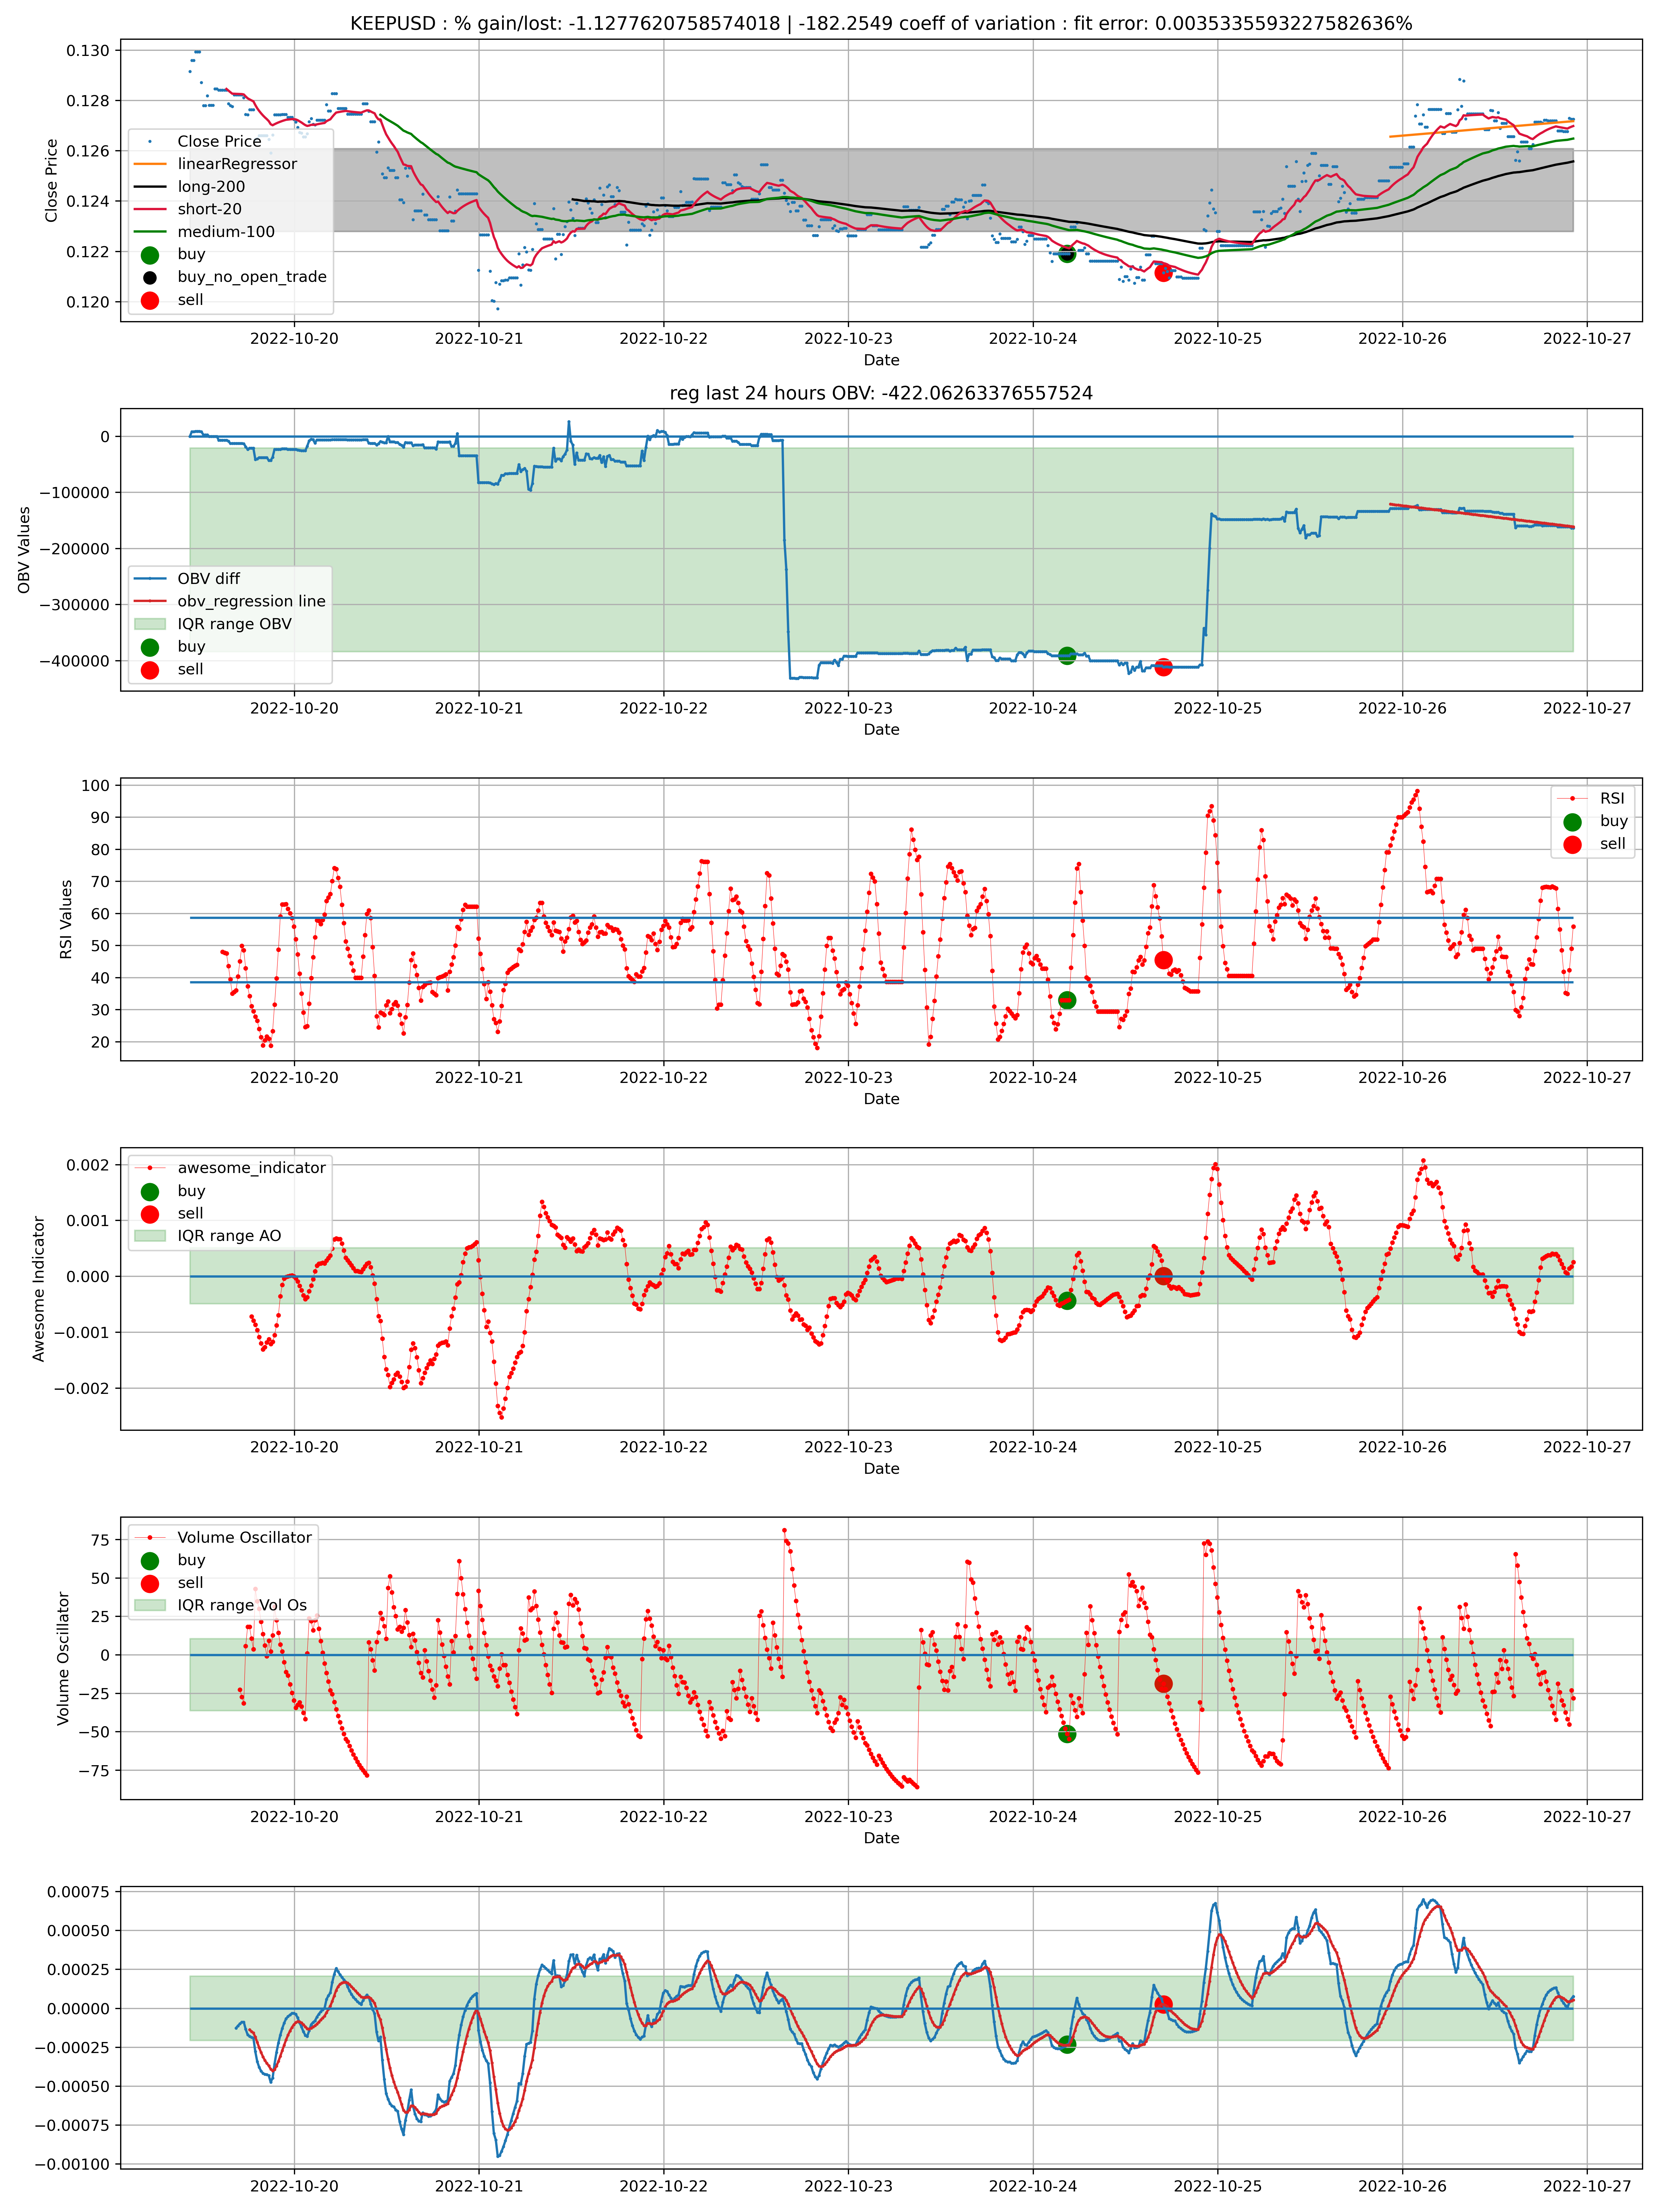 KEEPUSD : % gain/lost: -1.1277620758574018 | -182.2549 coeff of variation : fit error: 0.0035335593227582636%
0.130
0.128
0.126
0.124
0.122
0.120
Close Price
Close Price
linearRegressor
long-200
short-20
medium-100
buy
buy_no_open_trade
sell
2022-10-20 2022-10-21 2022-10-22 2022-10-23 2022-10-24 2022-10-25 2022-10-26 2022-10-27
Date
reg last 24 hours OBV: -422.06263376557524
0
−100000
−200000
−300000
−400000
OBV Values
OBV diff
obv_regression line
IQR range OBV
buy
sell
2022-10-20 2022-10-21 2022-10-22 2022-10-23 2022-10-24 2022-10-25 2022-10-26 2022-10-27
Date
100
90
80
70
60
50
40
30
20
RSI Values
RSI
buy
sell
2022-10-20 2022-10-21 2022-10-22 2022-10-23 2022-10-24 2022-10-25 2022-10-26 2022-10-27
Date
0.002
0.001
0.000
−0.001
−0.002
Awesome Indicator
awesome_indicator
buy
sell
IQR range AO
2022-10-20 2022-10-21 2022-10-22 2022-10-23 2022-10-24 2022-10-25 2022-10-26 2022-10-27
Date
75
50
25
0
−25
−50
−75
Volume Oscillator
Volume Oscillator
buy
sell
IQR range Vol Os
2022-10-20 2022-10-21 2022-10-22 2022-10-23 2022-10-24 2022-10-25 2022-10-26 2022-10-27
Date
0.00075
0.00050
0.00025
0.00000
−0.00025
−0.00050
−0.00075
−0.00100
2022-10-20 2022-10-21 2022-10-22 2022-10-23 2022-10-24 2022-10-25 2022-10-26 2022-10-27